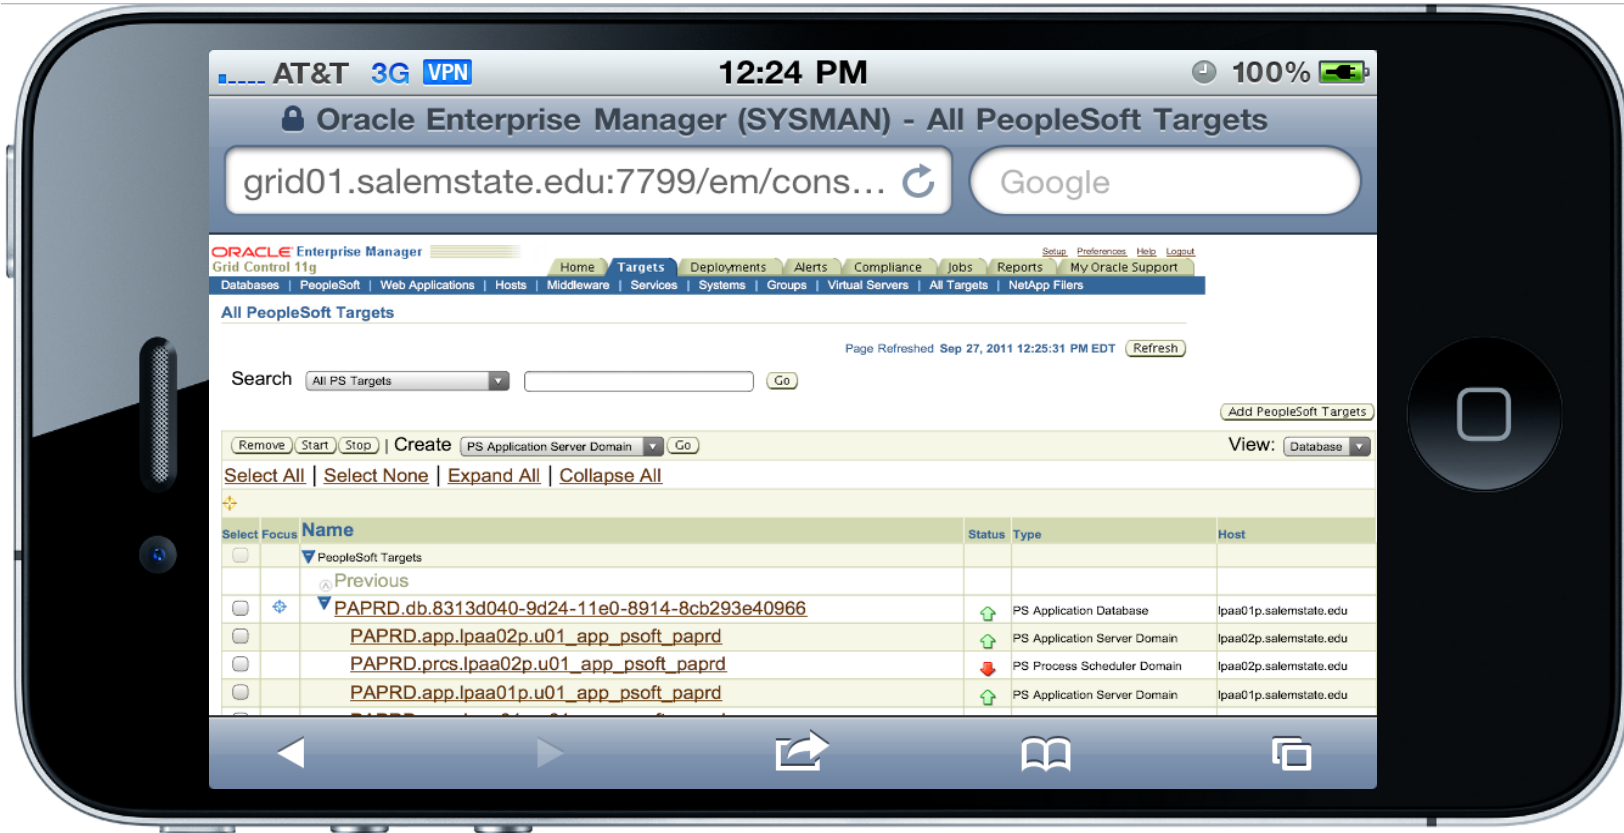 AT&T 3G VPN 12:24 PM 100%
Oracle Enterprise Manager (SYSMAN) - All PeopleSoft Targets
grid01.salemstate.edu:7799/em/cons... Google
ORACLE Enterprise Manager
Grid Control 11g
Setup Preferences Help Logout
Home Targets Deployments Alerts Compliance Jobs Reports My Oracle Support
Databases | PeopleSoft | Web Applications | Hosts | Middleware | Services | Systems | Groups | Virtual Servers | All Targets | NetApp Filers
All PeopleSoft Targets
Page Refreshed Sep 27, 2011 12:25:31 PM EDT Refresh
Search All PS Targets Go
Add PeopleSoft Targets
Remove Start Stop | Create PS Application Server Domain Go View: Database
Select All | Select None | Expand All | Collapse All
Select Focus Name Status Type Host
PeopleSoft Targets
Previous
PAPRD.db.8313d040-9d24-11e0-8914-8cb293e40966 PS Application Database lpaa01p.salemstate.edu
PAPRD.app.lpaa02p.u01_app_psoft_paprd PS Application Server Domain lpaa02p.salemstate.edu
PAPRD.prcs.lpaa02p.u01_app_psoft_paprd PS Process Scheduler Domain lpaa02p.salemstate.edu
PAPRD.app.lpaa01p.u01_app_psoft_paprd PS Application Server Domain lpaa01p.salemstate.edu